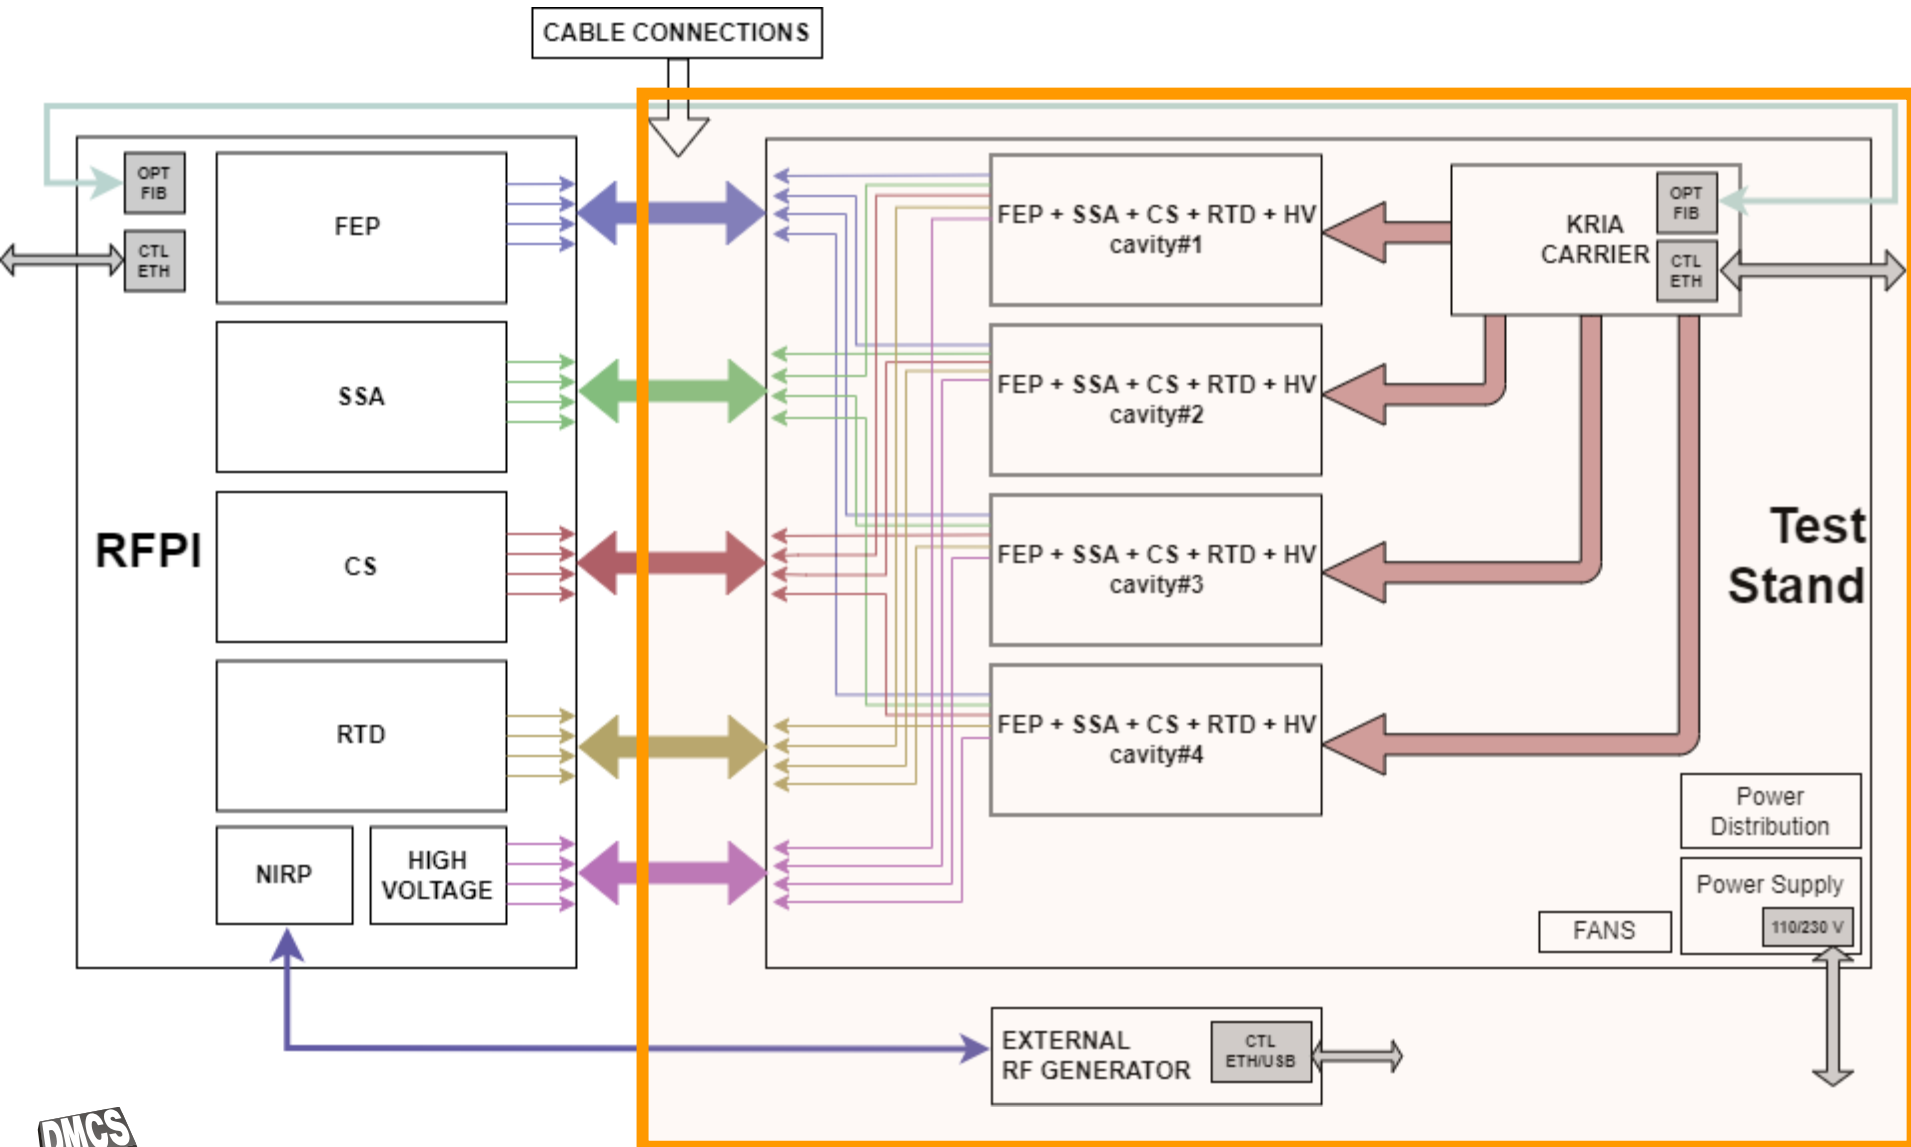 CABLE CONNECTIONS
OPT
FIB
CTL
ETH
FEP
SSA
RFPI
CS
RTD
NIRP
HIGH
VOLTAGE
FEP + SSA + CS + RTD + HV
cavity#1
FEP + SSA + CS + RTD + HV
cavity#2
FEP + SSA + CS + RTD + HV
cavity#3
FEP + SSA + CS + RTD + HV
cavity#4
KRIA
CARRIER
OPT
FIB
CTL
ETH
Test
Stand
Power
Distribution
Power Supply
110/230 V
FANS
EXTERNAL
RF GENERATOR
CTL
ETH/USB
DMCS